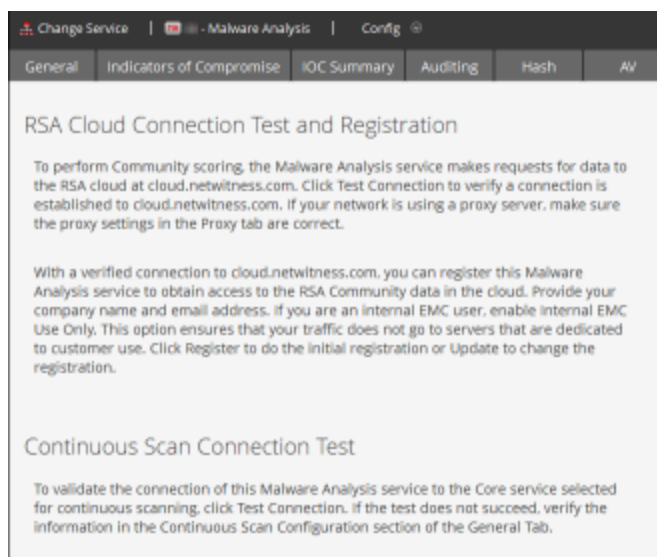 Change Service | - Malware Analysis | Config
General Indicators of Compromise IOC Summary Auditing Hash AV
RSA Cloud Connection Test and Registration
To perform Community scoring, the Malware Analysis service makes requests for data to
the RSA cloud at cloud.netwitness.com. Click Test Connection to verify a connection is
established to cloud.netwitness.com. If your network is using a proxy server, make sure
the proxy settings in the Proxy tab are correct.
With a verified connection to cloud.netwitness.com, you can register this Malware
Analysis service to obtain access to the RSA Community data in the cloud. Provide your
company name and email address. If you are an internal EMC user, enable Internal EMC
Use Only. This option ensures that your traffic does not go to servers that are dedicated
to customer use. Click Register to do the initial registration or Update to change the
registration.
Continuous Scan Connection Test
To validate the connection of this Malware Analysis service to the Core service selected
for continuous scanning, click Test Connection. If the test does not succeed, verify the
information in the Continuous Scan Configuration section of the General Tab.